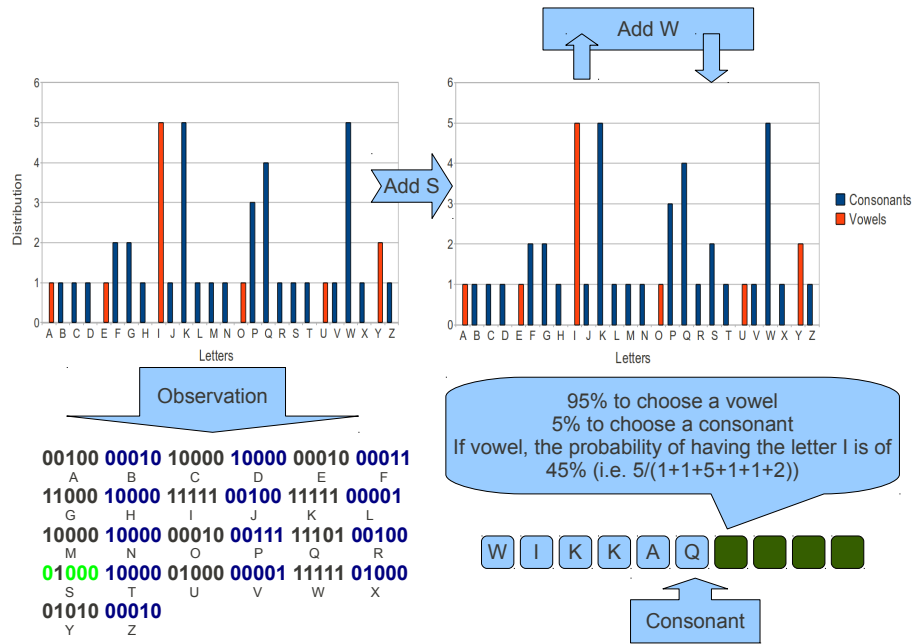 Add W
6
5
4
3
2
1
0
Distribution
A B C D E F G H I J K L M N O P Q R S T U V W X Y Z
Letters
Add S
6
5
4
3
2
1
0
A B C D E F G H I J K L M N O P Q R S T U V W X Y Z
Letters
Consonants
Vowels
Observation
00100 00010 10000 10000 00010 00011
A B C D E F
11000 10000 11111 00100 11111 00001
G H I J K L
10000 10000 00010 00111 11101 00100
M N O P Q R
01000 10000 01000 00001 11111 01000
S T U V W X
01010 00010
Y Z
95% to choose a vowel
5% to choose a consonant
If vowel, the probability of having the letter I is of
45% (i.e. 5/(1+1+5+1+1+2))
W I K K A Q
Consonant